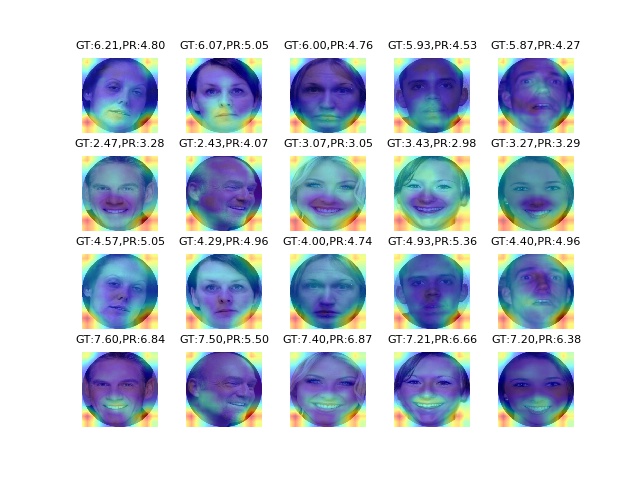 GT:6.21,PR:4.80 GT:6.07,PR:5.05 GT:6.00,PR:4.76 GT:5.93,PR:4.53 GT:5.87,PR:4.27
GT:2.47,PR:3.28 GT:2.43,PR:4.07 GT:3.07,PR:3.05 GT:3.43,PR:2.98 GT:3.27,PR:3.29
GT:4.57,PR:5.05 GT:4.29,PR:4.96 GT:4.00,PR:4.74 GT:4.93,PR:5.36 GT:4.40,PR:4.96
GT:7.60,PR:6.84 GT:7.50,PR:5.50 GT:7.40,PR:6.87 GT:7.21,PR:6.66 GT:7.20,PR:6.38